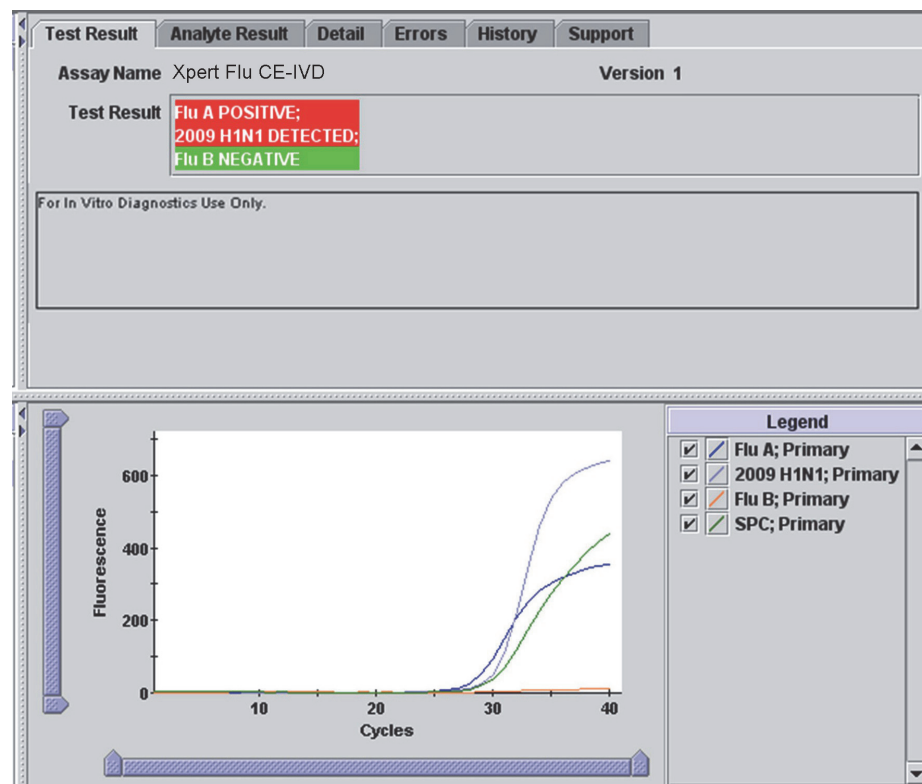 Test Result Analyte Result Detail Errors History Support
Assay Name Xpert Flu CE-IVD Version 1
Test Result Flu A POSITIVE;
2009 H1N1 DETECTED;
Flu B NEGATIVE
For In Vitro Diagnostics Use Only.
Legend
Flu A; Primary
2009 H1N1; Primary
Flu B; Primary
SPC; Primary
Fluorescence
600
400
200
0
10 20 30 40
Cycles